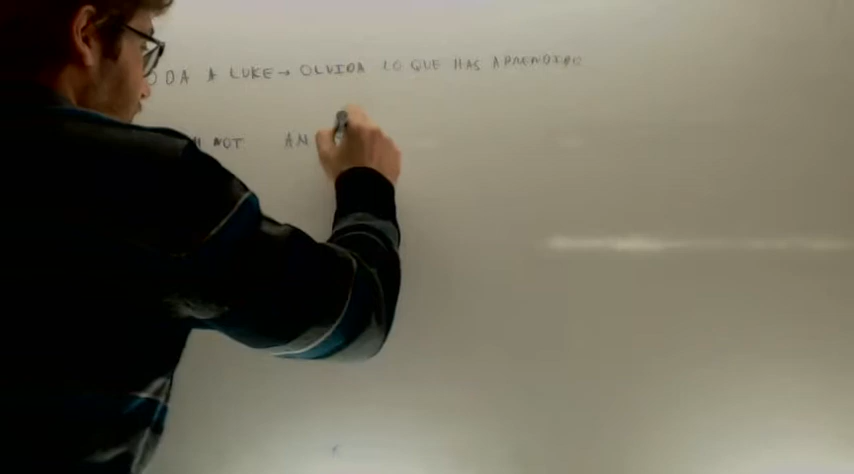 ODA A LUKE → OLVIDA LO QUE HAS APRENDIDO
NOT AN